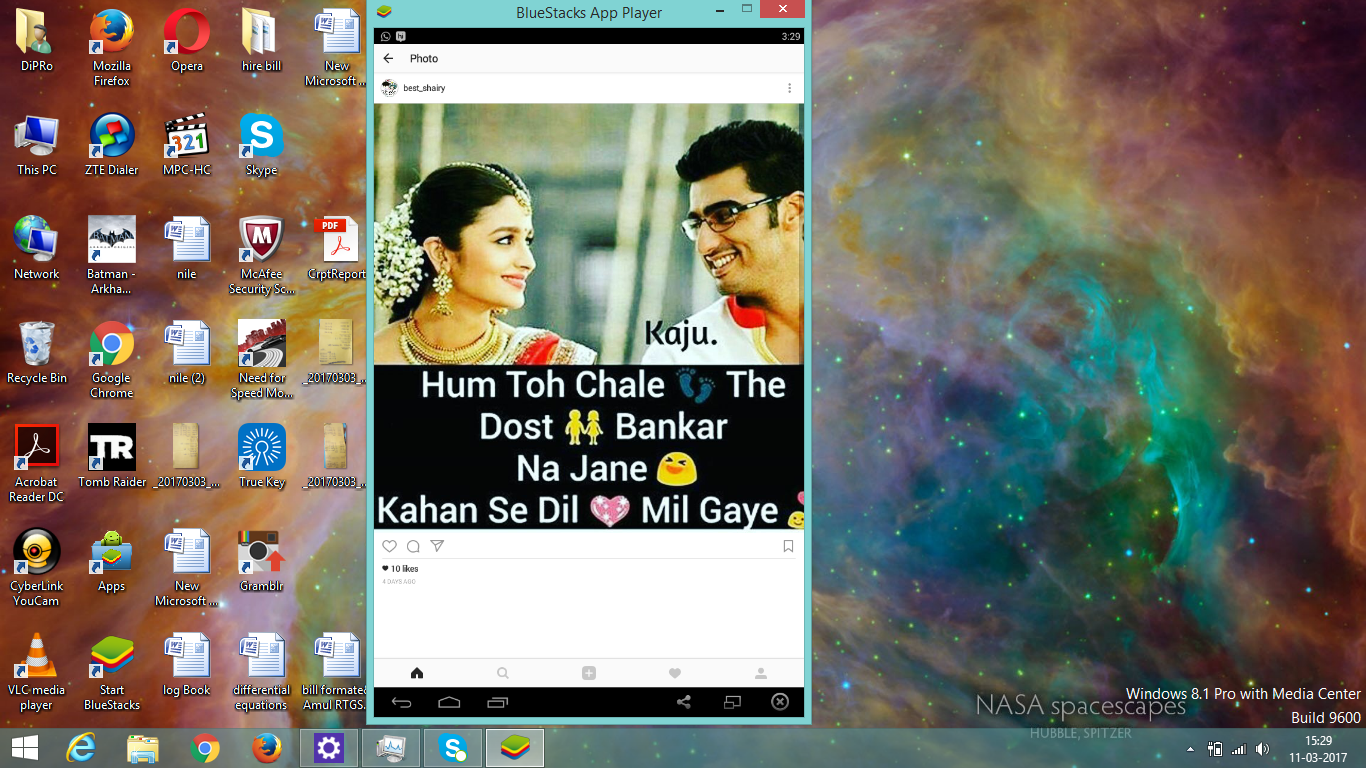 BlueStacks App Player
3:29
Photo
best_shairy
Kaju.
Hum Toh Chale 👣 The
Dost 👭 Bankar
Na Jane 😆
Kahan Se Dil 💖 Mil Gaye
10 likes
4 DAYS AGO
DiPRo
Mozilla
Firefox
Opera
hire bill
New
Microsoft ...
This PC
ZTE Dialer
MPC-HC
321
Skype
Network
Batman -
Arkha...
nile
McAfee
Security Sc...
PDF
CrptReport
Recycle Bin
Google
Chrome
nile (2)
Need for
Speed Mo...
_20170303_...
Acrobat
Reader DC
TR
Tomb Raider
_20170303_...
True Key
_20170303_...
CyberLink
YouCam
Apps
New
Microsoft ...
Gramblr
VLC media
player
Start
BlueStacks
log Book
differential
equations
bill formate&
Amul RTGS.
NASA spacescapes
HUBBLE, SPITZER
Windows 8.1 Pro with Media Center
Build 9600
15:29
11-03-2017